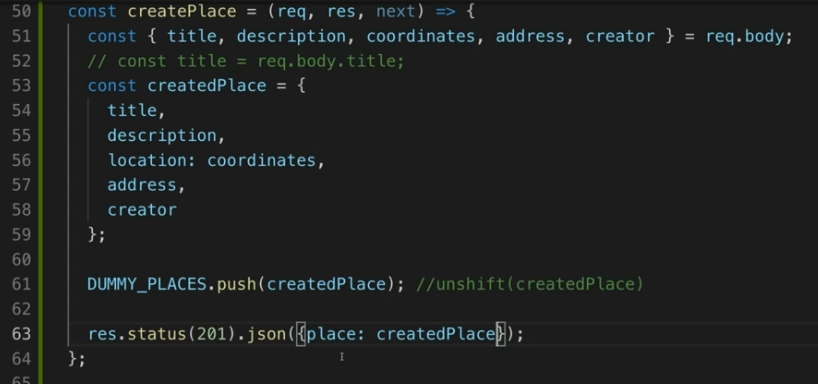 50 const createPlace = (req, res, next) => {
51 const { title, description, coordinates, address, creator } = req.body;
52 // const title = req.body.title;
53 const createdPlace = {
54 title,
55 description,
56 location: coordinates,
57 address,
58 creator
59 };
60
61 DUMMY_PLACES.push(createdPlace); //unshift(createdPlace)
62
63 res.status(201).json({place: createdPlace});
64 };
65